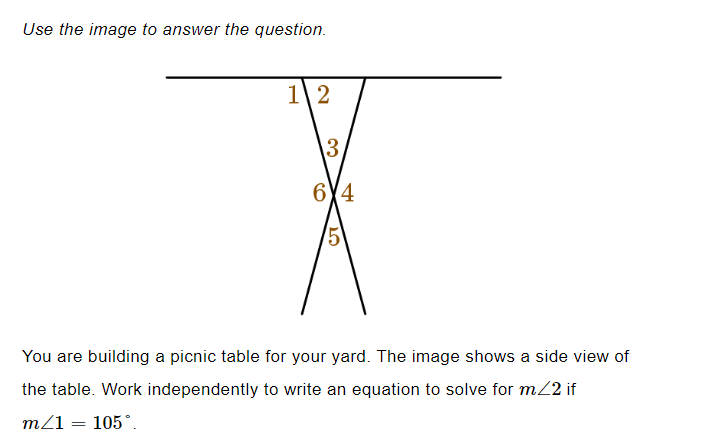 Use the image to answer the question.
1 2
3
6 4
5
You are building a picnic table for your yard. The image shows a side view of
the table. Work independently to write an equation to solve for m∠2 if
m∠1 = 105°.